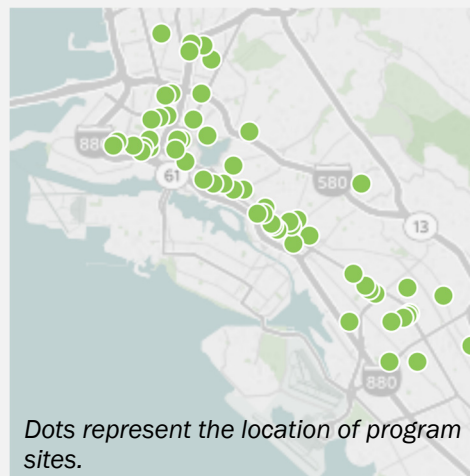 880
61
580
13
880
Dots represent the location of program
sites.